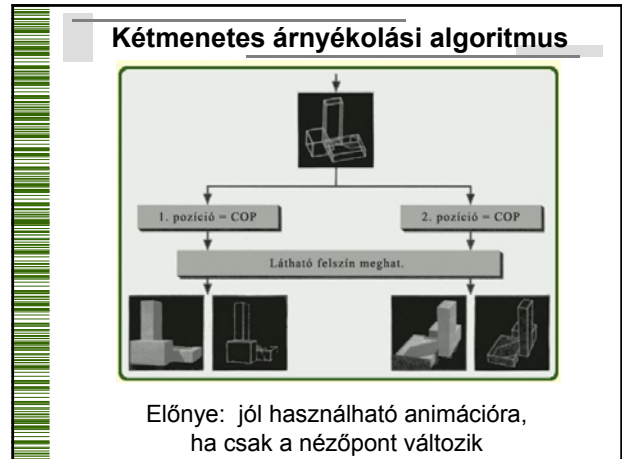 Kétmenetes árnyékolási algoritmus
1. pozíció = COP
2. pozíció = COP
Látható felszín meghat.
Előnye: jól használható animációra,
ha csak a nézőpont változik